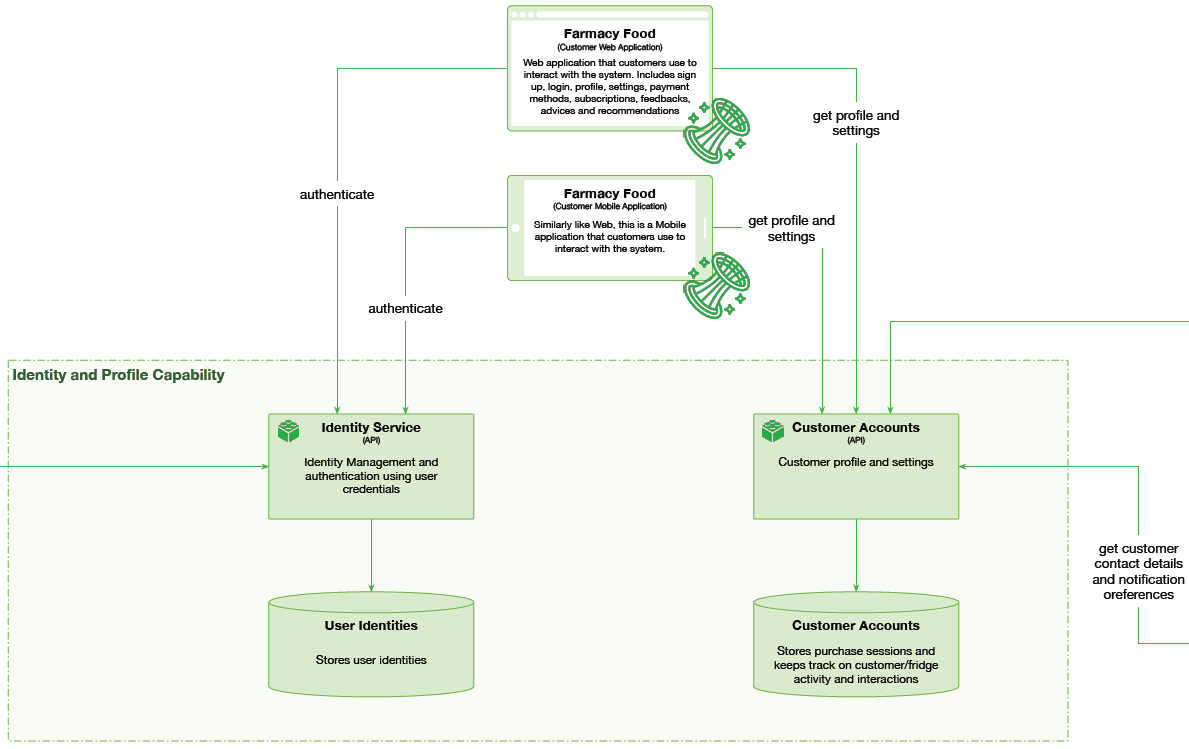 Farmacy Food
(Customer Web Application)
Web application that customers use to
interact with the system. Includes sign
up, login, profile, settings, payment
methods, subscriptions, feedbacks,
advices and recommendations
get profile and
settings
authenticate
Farmacy Food
(Customer Mobile Application)
Similarly like Web, this is a Mobile
application that customers use to
interact with the system.
get profile and
settings
authenticate
Identity and Profile Capability
Identity Service
(API)
Identity Management and
authentication using user
credentials
Customer Accounts
(API)
Customer profile and settings
get customer
contact details
and notification
oreferences
User Identities
Stores user identities
Customer Accounts
Stores purchase sessions and
keeps track on customer/fridge
activity and interactions